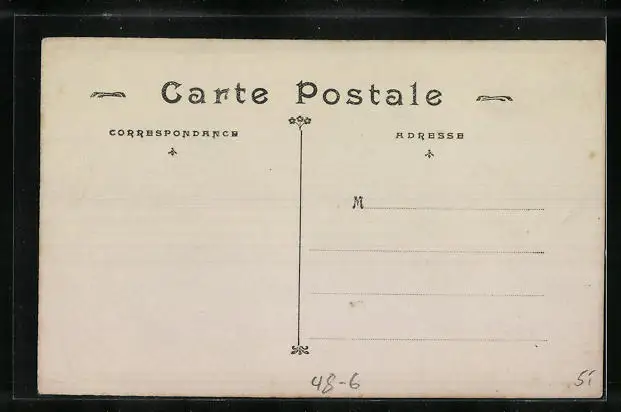 Carte Postale
CORRESPONDANCE
ADRESSE
M
48-6
51